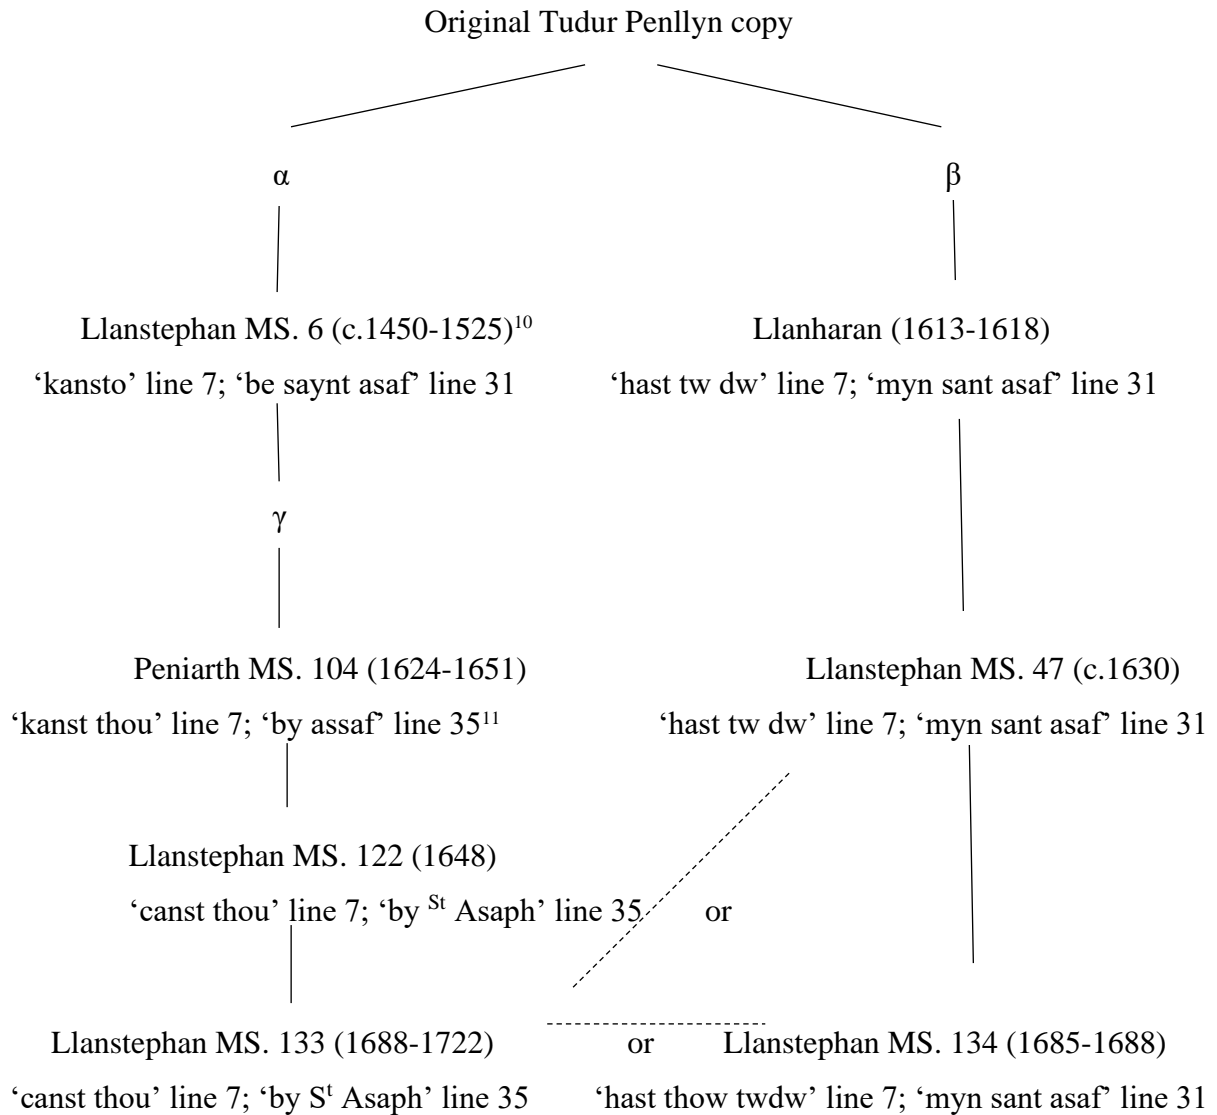 Original Tudur Penllyn copy
α
β
Llanstephan MS. 6 (c.1450-1525)¹⁰
Llanharan (1613-1618)
‘kansto’ line 7; ‘be saynt asaf’ line 31
‘hast tw dw’ line 7; ‘myn sant asaf’ line 31
γ
Peniarth MS. 104 (1624-1651)
Llanstephan MS. 47 (c.1630)
‘kanst thou’ line 7; ‘by assaf’ line 35¹¹
‘hast tw dw’ line 7; ‘myn sant asaf’ line 31
Llanstephan MS. 122 (1648)
‘canst thou’ line 7; ‘by St Asaph’ line 35
or
Llanstephan MS. 133 (1688-1722)
or
Llanstephan MS. 134 (1685-1688)
‘canst thou’ line 7; ‘by St Asaph’ line 35
‘hast thow twdw’ line 7; ‘myn sant asaf’ line 31